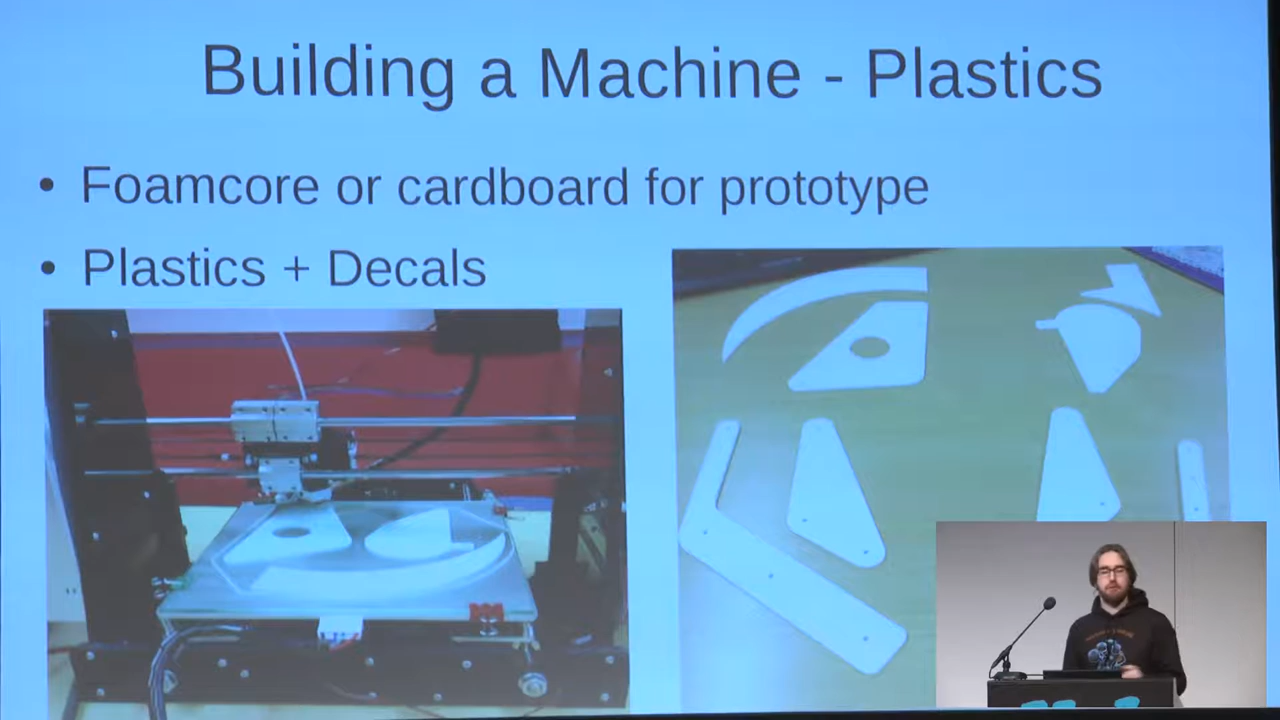 Building a Machine - Plastics
• Foamcore or cardboard for prototype
• Plastics + Decals